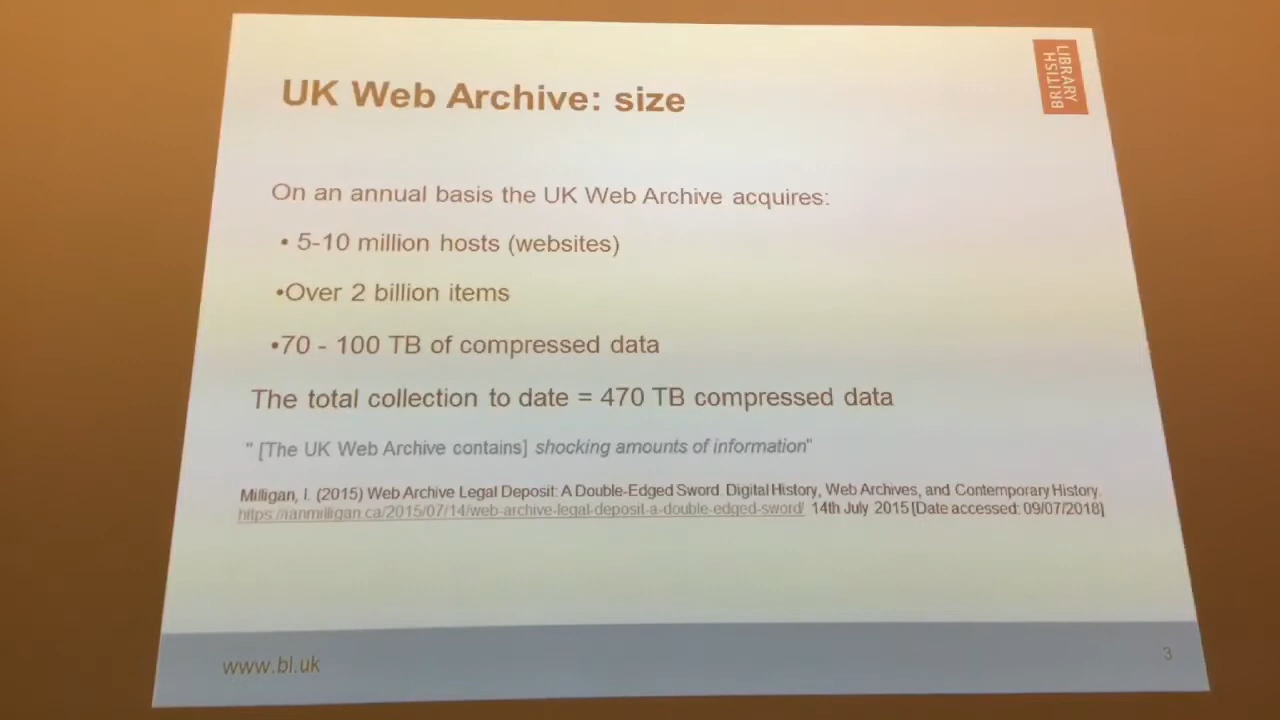 UK Web Archive: size
BRITISH
LIBRARY
On an annual basis the UK Web Archive acquires:
• 5-10 million hosts (websites)
•Over 2 billion items
•70 - 100 TB of compressed data
The total collection to date = 470 TB compressed data
" [The UK Web Archive contains] shocking amounts of information"
Milligan, I. (2015) Web Archive Legal Deposit: A Double-Edged Sword. Digital History, Web Archives, and Contemporary History.
https://ianmilligan.ca/2015/07/14/web-archive-legal-deposit-a-double-edged-sword/ 14th July 2015 [Date accessed: 09/07/2018]
www.bl.uk
3